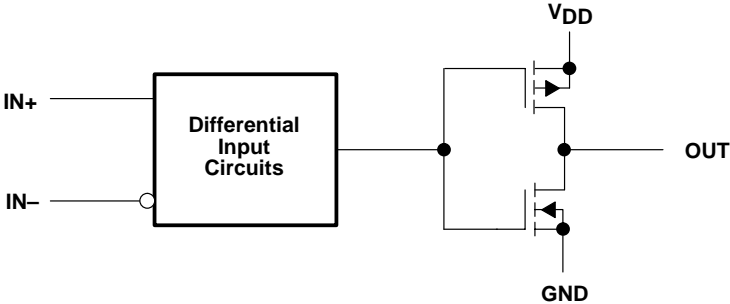 VDD
IN+
Differential
Input
Circuits
OUT
IN–
GND